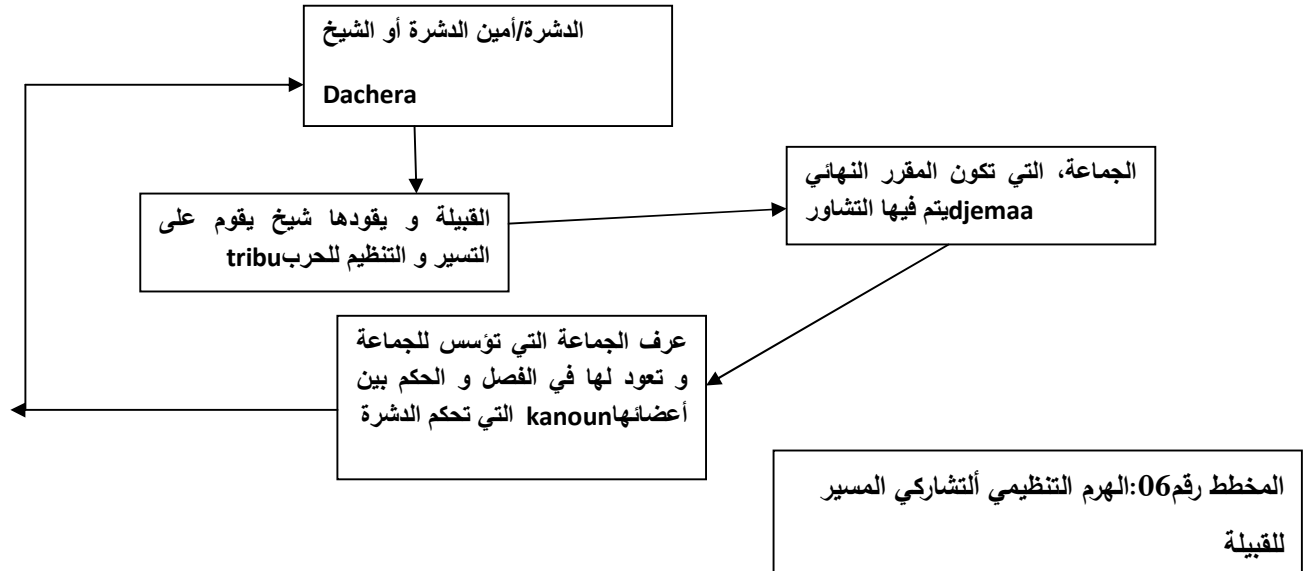 الدشرة/أمين الدشرة أو الشيخ
Dachera
الجماعة، التي تكون المقرر النهائي
يتم فيها التشاورdjemaa
القبيلة و يقودها شيخ يقوم على
التسير و التنظيم للحربtribu
عرف الجماعة التي تؤسس للجماعة
و تعود لها في الفصل و الحكم بين
أعضائهاkanoun التي تحكم الدشرة
المخطط رقم06:الهرم التنظيمي ألتشاركي المسير
للقبيلة